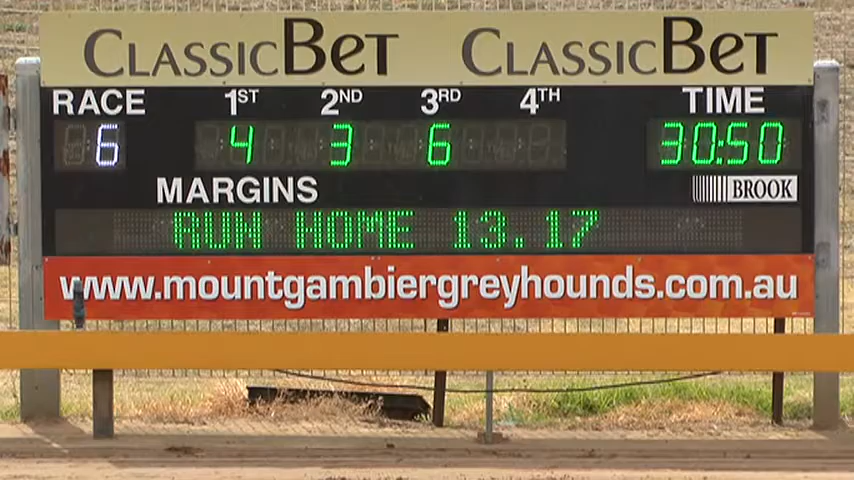 CLASSICBET CLASSICBET
RACE 1ST 2ND 3RD 4TH TIME
6 4 3 6 30:50
MARGINS BROOK
RUN HOME 13.17
www.mountgambiergreyhounds.com.au